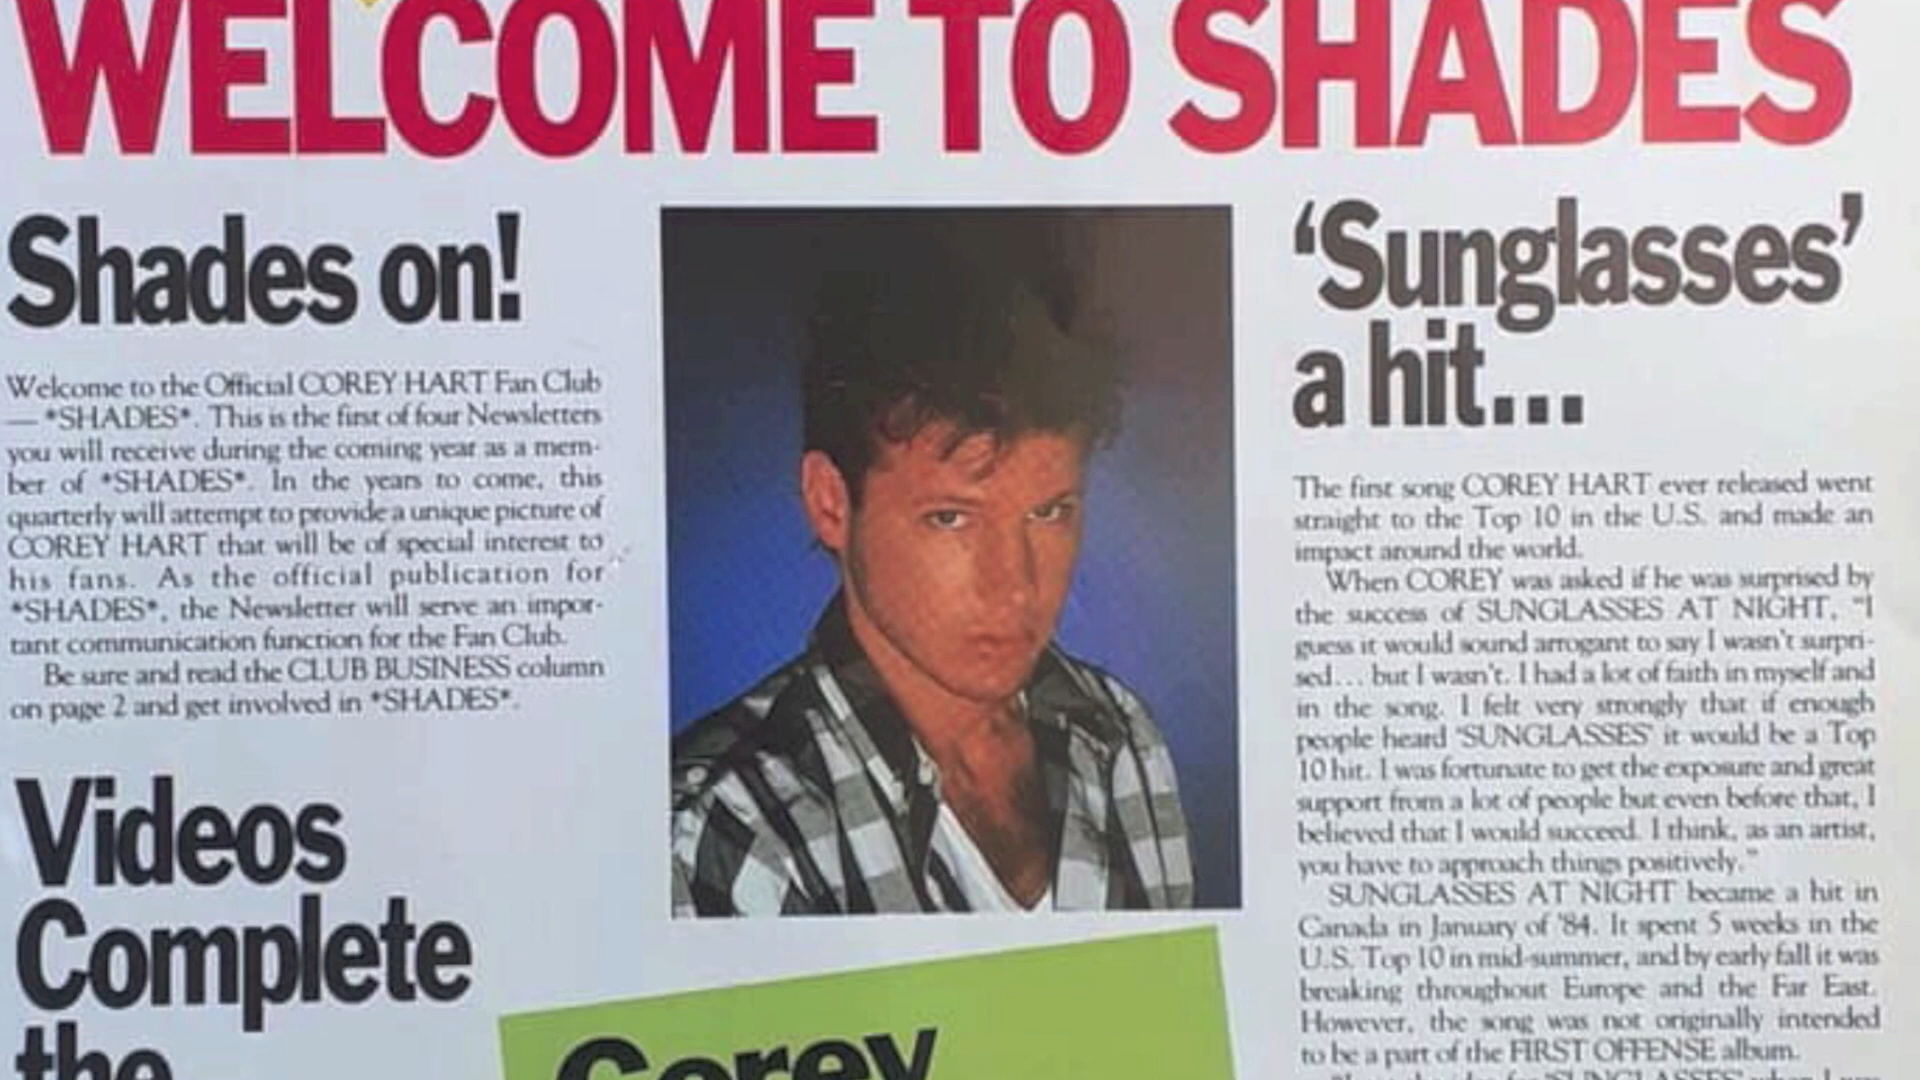 WELCOME TO SHADES
Shades on!
Welcome to the Official COREY HART Fan Club
— *SHADES*. This is the first of four Newsletters
you will receive during the coming year as a mem-
ber of *SHADES*. In the years to come, this
quarterly will attempt to provide a unique picture of
COREY HART that will be of special interest to
his fans. As the official publication for
*SHADES*, the Newsletter will serve an impor-
tant communication function for the Fan Club.
Be sure and read the CLUB BUSINESS column
on page 2 and get involved in *SHADES*.
Videos
Complete
the
Corey
‘Sunglasses’
a hit...
The first song COREY HART ever released went
straight to the Top 10 in the U.S. and made an
impact around the world.
When COREY was asked if he was surprised by
the success of SUNGLASSES AT NIGHT, "I
guess it would sound arrogant to say I wasn't surpri-
sed... but I wasn't. I had a lot of faith in myself and
in the song. I felt very strongly that if enough
people heard 'SUNGLASSES' it would be a Top
10 hit. I was fortunate to get the exposure and great
support from a lot of people but even before that, I
believed that I would succeed. I think, as an artist,
you have to approach things positively."
SUNGLASSES AT NIGHT became a hit in
Canada in January of '84. It spent 5 weeks in the
U.S. Top 10 in mid-summer, and by early fall it was
breaking throughout Europe and the Far East.
However, the song was not originally intended
to be a part of the FIRST OFFENSE album.